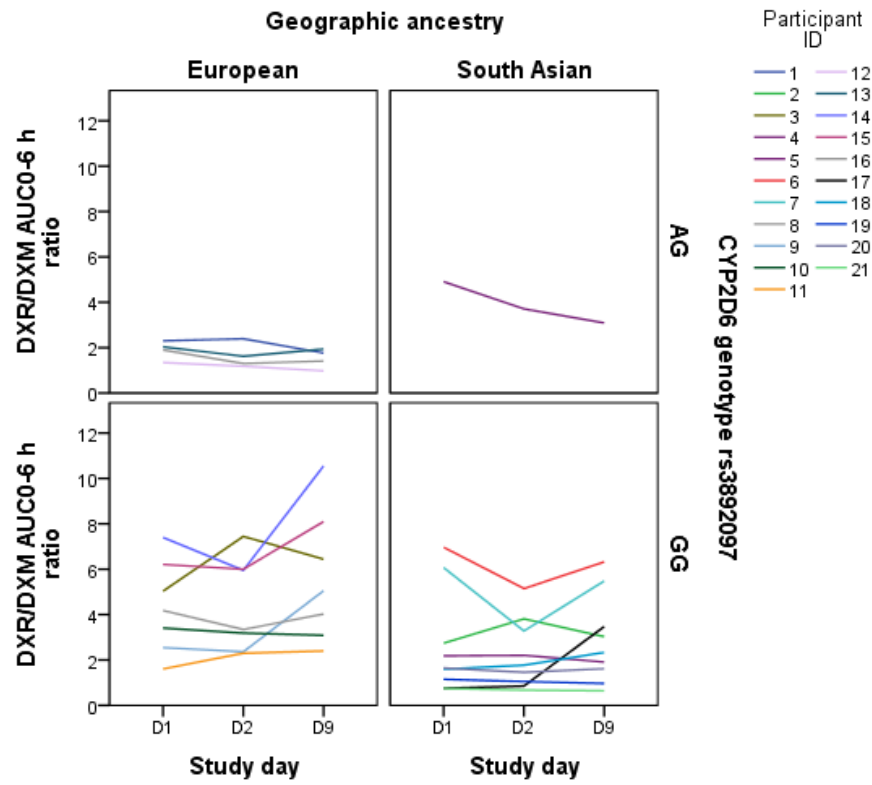 Geographic ancestry
European
South Asian
Participant
ID
1
2
3
4
5
6
7
8
9
10
11
12
13
14
15
16
17
18
19
20
21
DXR/DXM AUC0-6 h
ratio
12
10
8
6
4
2
0
AG
DXR/DXM AUC0-6 h
ratio
12
10
8
6
4
2
0
GG
CYP2D6 genotype rs3892097
D1
D2
D9
D1
D2
D9
Study day
Study day